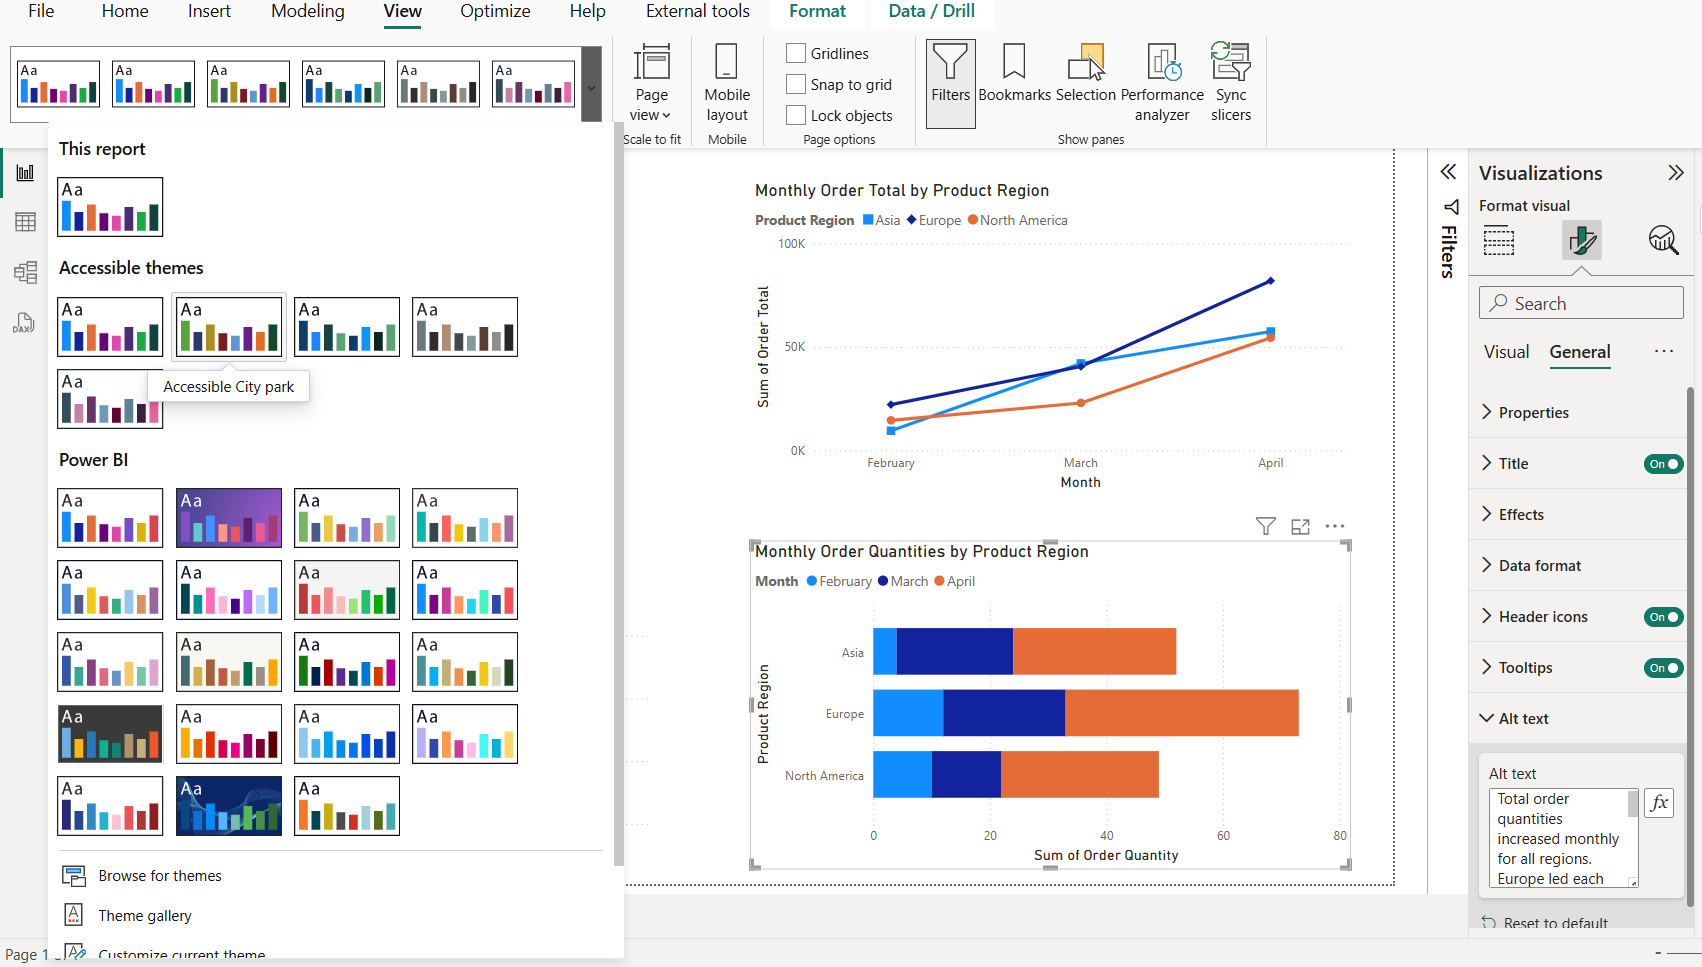 File Home Insert Modeling View Optimize Help External tools Format Data / Drill
Aa Aa Aa Aa Aa Aa
Page view
Scale to fit
Mobile layout
Mobile
Gridlines
Snap to grid
Lock objects
Page options
Filters
Bookmarks
Selection
Performance analyzer
Sync slicers
Show panes
This report
Aa
Accessible themes
Aa Aa Aa Aa
Aa
Accessible City park
Power BI
Aa Aa Aa Aa
Aa Aa Aa Aa
Aa Aa Aa Aa
Aa Aa Aa Aa
Aa Aa Aa
Browse for themes
Theme gallery
Customize current theme
DAX
Page 1
Monthly Order Total by Product Region
Product Region Asia Europe North America
100K
50K
0K
Sum of Order Total
February March April
Month
Monthly Order Quantities by Product Region
Month February March April
Product Region
Asia
Europe
North America
0 20 40 60 80
Sum of Order Quantity
Filters
Visualizations
Format visual
Search
Visual General
Properties
Title On
Effects
Data format
Header icons On
Tooltips On
Alt text
Alt text
Total order
quantities
increased monthly
for all regions.
Europe led each
fx
Reset to default